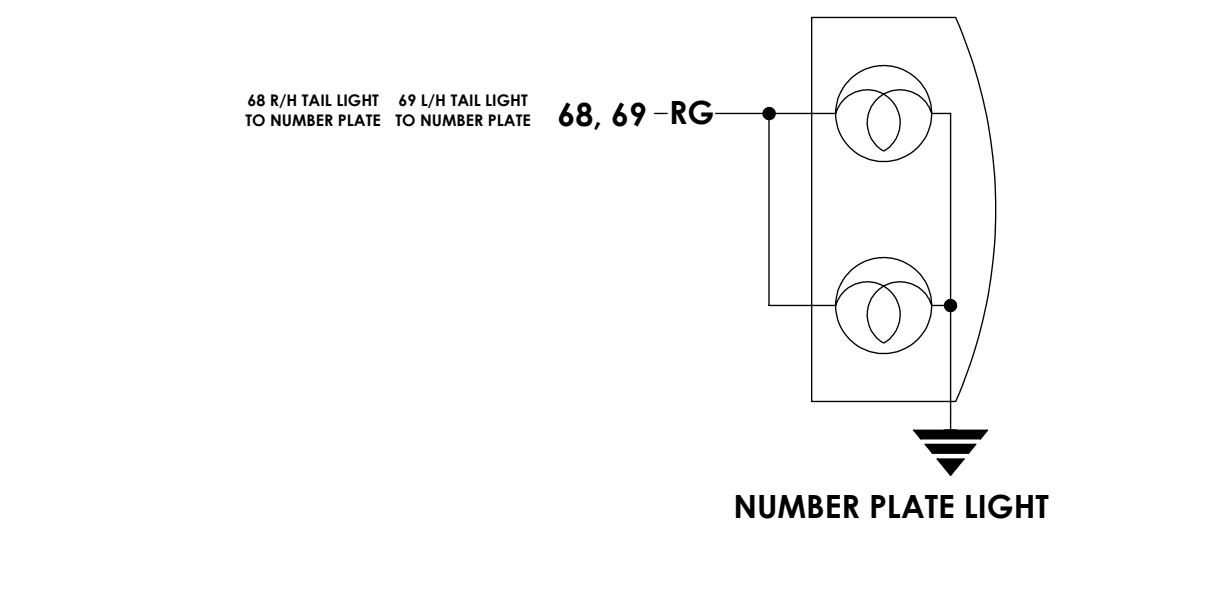 68 R/H TAIL LIGHT
TO NUMBER PLATE
69 L/H TAIL LIGHT
TO NUMBER PLATE
68, 69 RG
NUMBER PLATE LIGHT